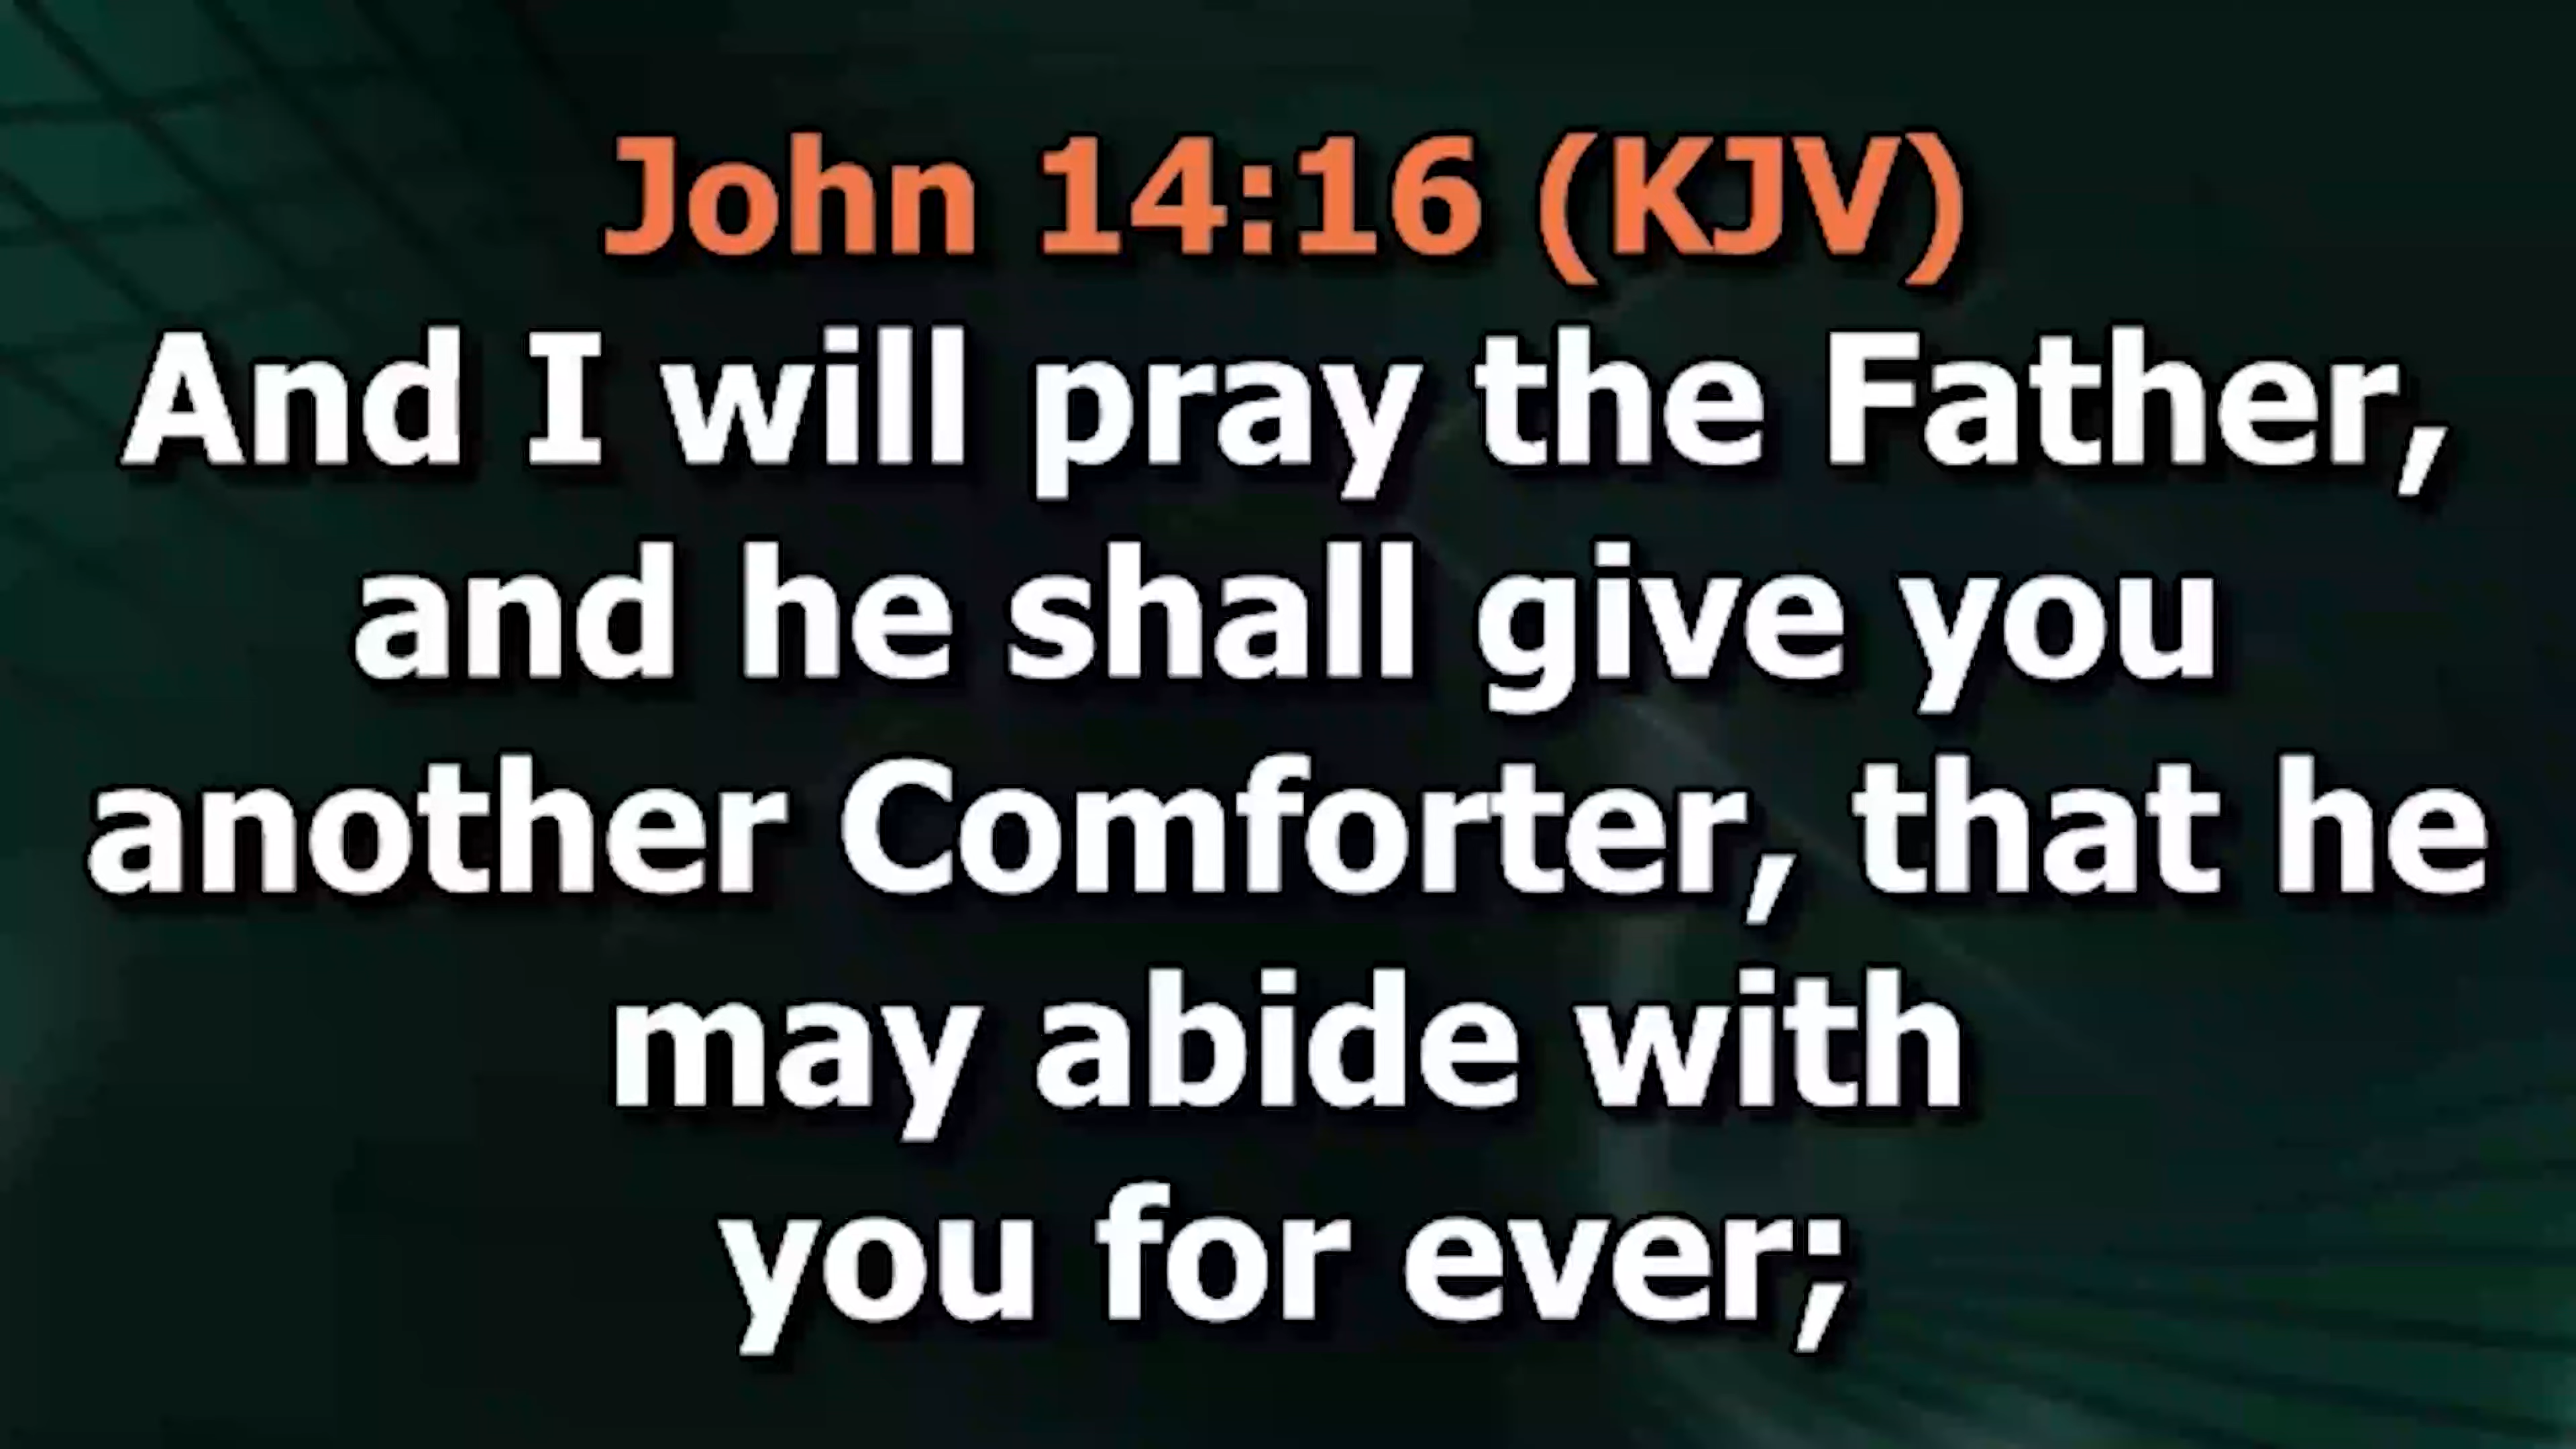 John 14:16 (KJV)
And I will pray the Father,
and he shall give you
another Comforter, that he
may abide with
you for ever;